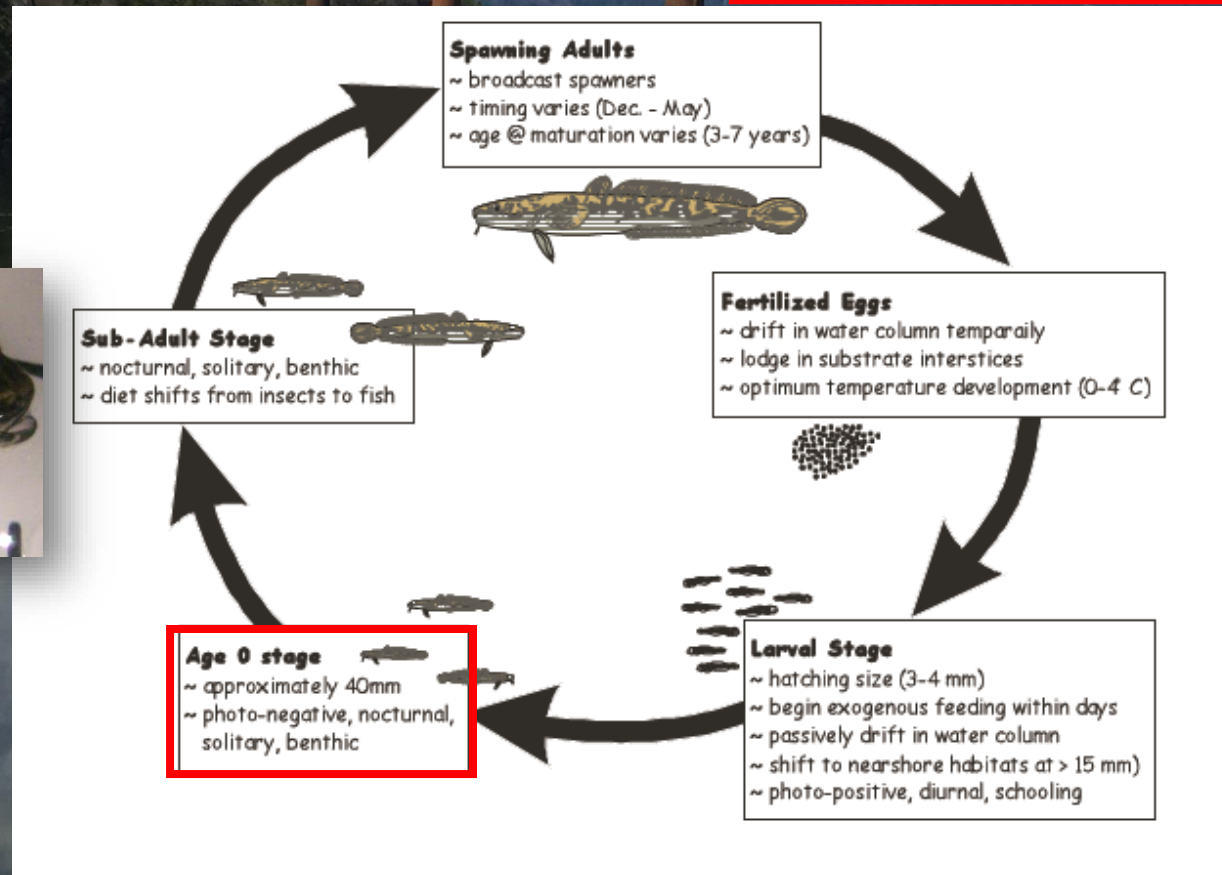 Spawning Adults
~ broadcast spawners
~ timing varies (Dec. - May)
~ age @ maturation varies (3-7 years)
Fertilized Eggs
~ drift in water column temparaily
~ lodge in substrate interstices
~ optimum temperature development (0-4° C)
Sub-Adult Stage
~ nocturnal, solitary, benthic
~ diet shifts from insects to fish
Age 0 stage
~ approximately 40mm
~ photo-negative, nocturnal,
solitary, benthic
Larval Stage
~ hatching size (3-4 mm)
~ begin exogenous feeding within days
~ passively drift in water column
~ shift to nearshore habitats at > 15 mm)
~ photo-positive, diurnal, schooling